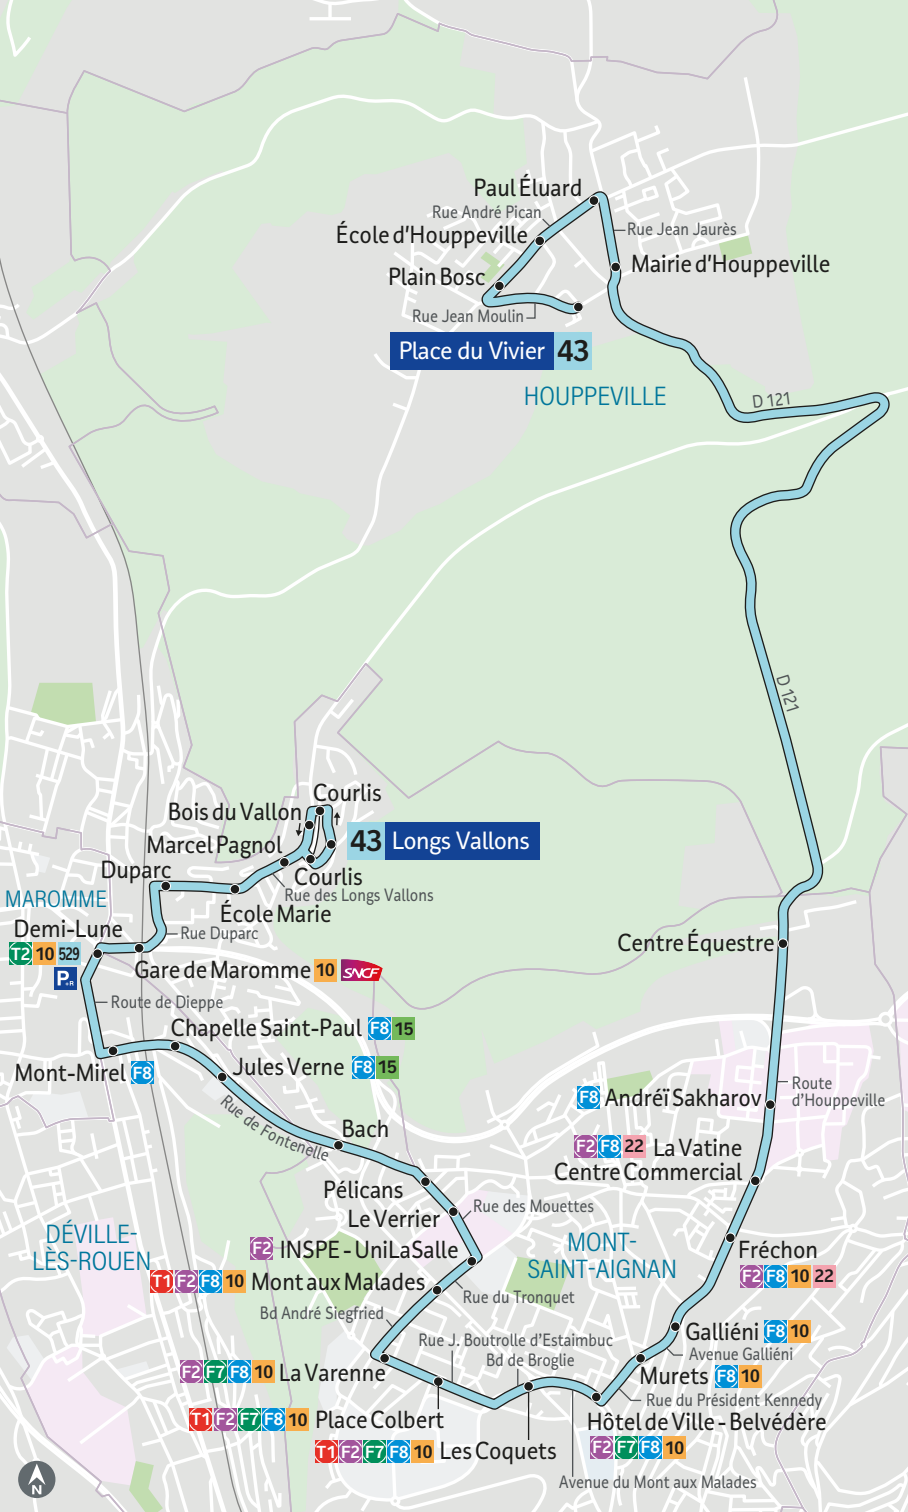 Paul Éluard
Rue André Pican
Rue Jean Jaurès
École d'Houppeville
Mairie d'Houppeville
Plain Bosc
Rue Jean Moulin
Place du Vivier 43
HOUPPEVILLE
D 121
D 121
Courlis
Bois du Vallon
43 Longs Vallons
Marcel Pagnol
Courlis
Duparc
Rue des Longs Vallons
MAROMME
École Marie
Demi-Lune
Rue Duparc
T2 10 529
Centre Équestre
P+R
Gare de Maromme 10 SNCF
Route de Dieppe
Chapelle Saint-Paul F8 15
Mont-Mirel F8
Jules Verne F8 15
Route
d'Houppeville
F8 Andréï Sakharov
Rue de Fontenelle
Bach
F2 F8 22 La Vatine
Centre Commercial
Pélicans
Rue des Mouettes
Le Verrier
DÉVILLE-
LÈS-ROUEN
F2 INSPE - UniLaSalle
MONT-
SAINT-AIGNAN
Fréchon
F2 F8 10 22
T1 F2 F8 10 Mont aux Malades
Rue du Tronquet
Bd André Siegfried
Galliéni F8 10
Rue J. Boutrolle d'Estaimbuc
Avenue Galliéni
Bd de Broglie
F2 F7 F8 10 La Varenne
Murets F8 10
Rue du Président Kennedy
T1 F2 F7 F8 10 Place Colbert
Hôtel de Ville - Belvédère
F2 F7 F8 10
T1 F2 F7 F8 10 Les Coquets
Avenue du Mont aux Malades
N